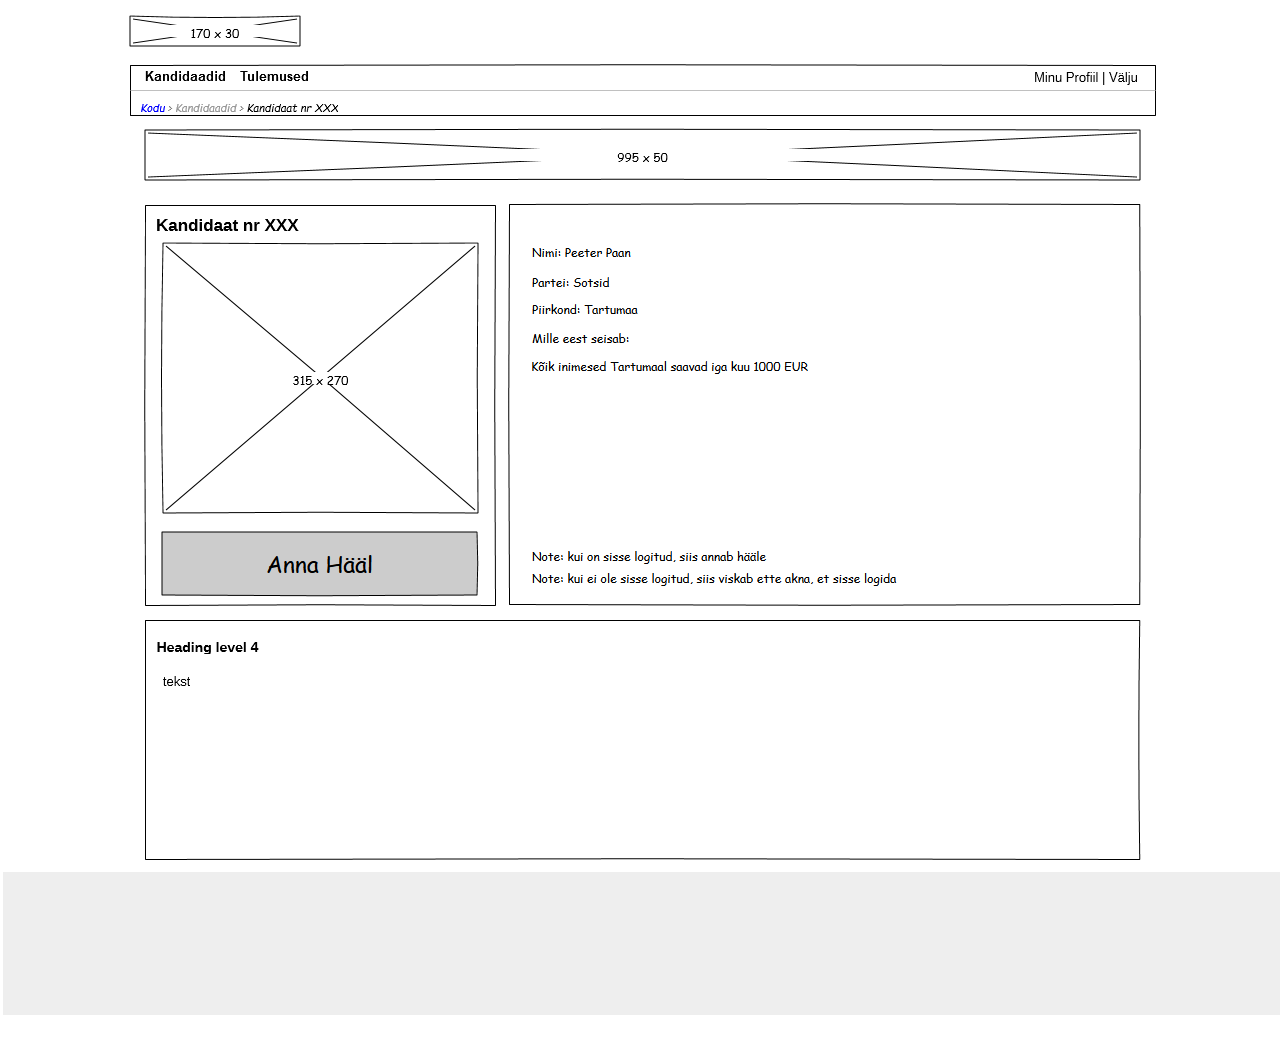 170 x 30
Kandidaadid Tulemused Minu Profiil | Välju
Kodu > Kandidaadid > Kandidaat nr XXX
995 x 50
Kandidaat nr XXX
315 x 270
Anna Hääl
Nimi: Peeter Paan
Partei: Sotsid
Piirkond: Tartumaa
Mille eest seisab:
Kõik inimesed Tartumaal saavad iga kuu 1000 EUR
Note: kui on sisse logitud, siis annab hääle
Note: kui ei ole sisse logitud, siis viskab ette akna, et sisse logida
Heading level 4
tekst